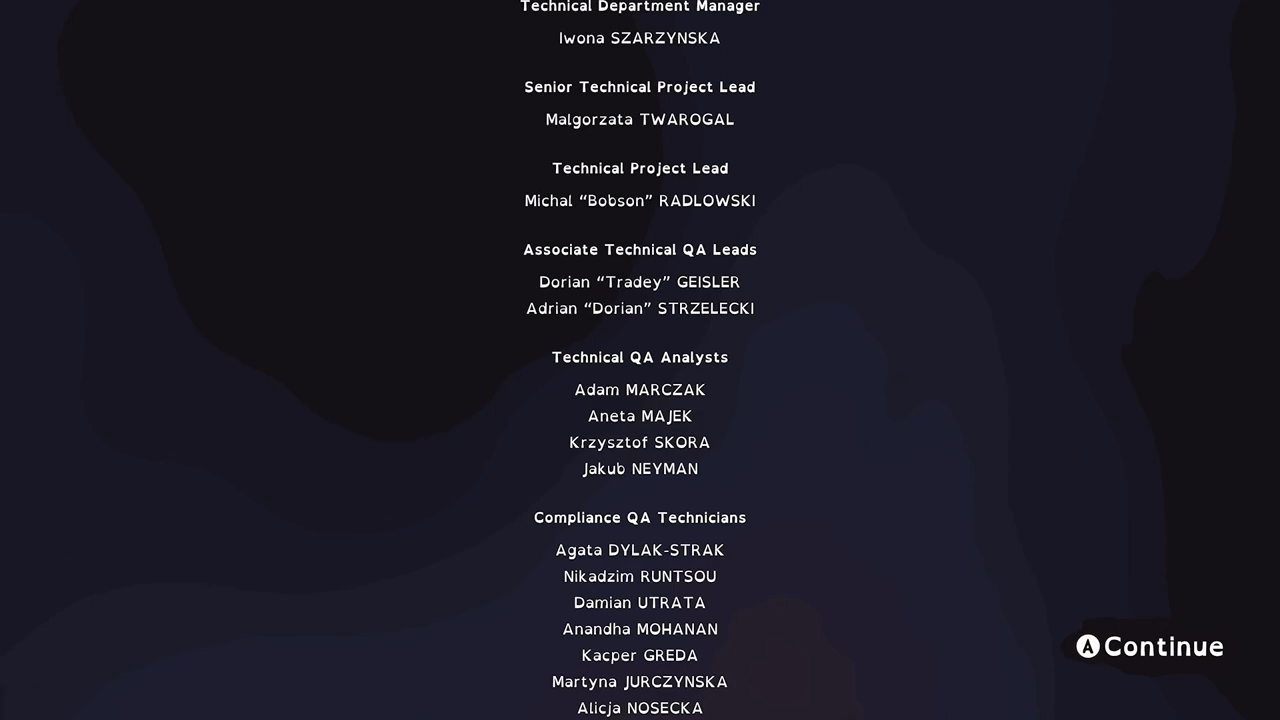 Technical Department Manager
Iwona SZARZYNSKA
Senior Technical Project Lead
Malgorzata TWAROGAL
Technical Project Lead
Michal “Bobson” RADLOWSKI
Associate Technical QA Leads
Dorian “Tradey” GEISLER
Adrian “Dorian” STRZELECKI
Technical QA Analysts
Adam MARCZAK
Aneta MAJEK
Krzysztof SKORA
Jakub NEYMAN
Compliance QA Technicians
Agata DYLAK-STRAK
Nikadzim RUNTSOU
Damian UTRATA
Anandha MOHANAN
Kacper GREDA
Martyna JURCZYNSKA
Alicja NOSECKA
A Continue